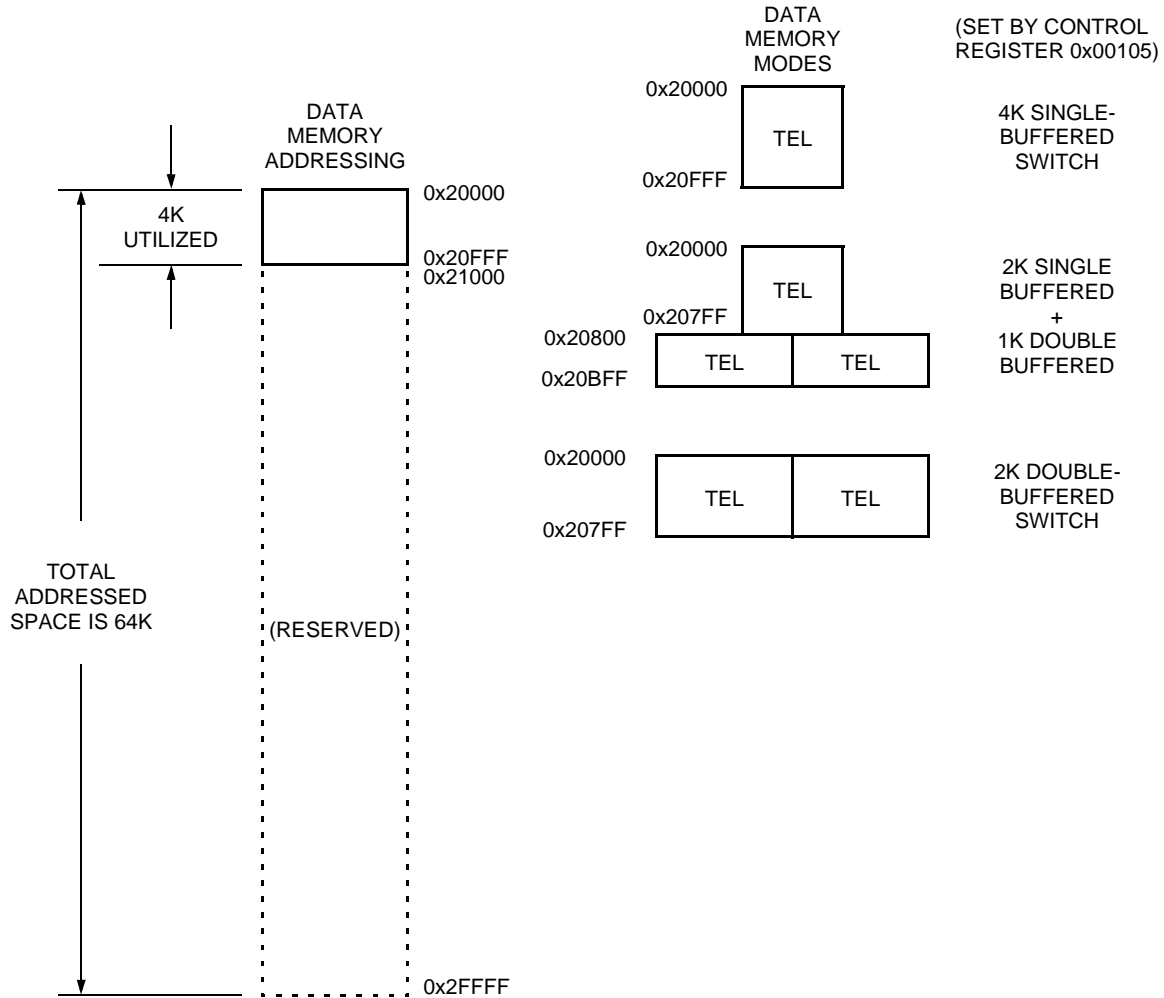 DATA
MEMORY
MODES
(SET BY CONTROL
REGISTER 0x00105)
0x20000
TEL
0x20FFF
4K SINGLE-
BUFFERED
SWITCH
DATA
MEMORY
ADDRESSING
0x20000
4K
UTILIZED
0x20FFF
0x21000
0x20000
TEL
0x207FF
0x20800
TEL
TEL
0x20BFF
2K SINGLE
BUFFERED
+
1K DOUBLE
BUFFERED
0x20000
TEL
TEL
0x207FF
2K DOUBLE-
BUFFERED
SWITCH
TOTAL
ADDRESSED
SPACE IS 64K
(RESERVED)
0x2FFFF